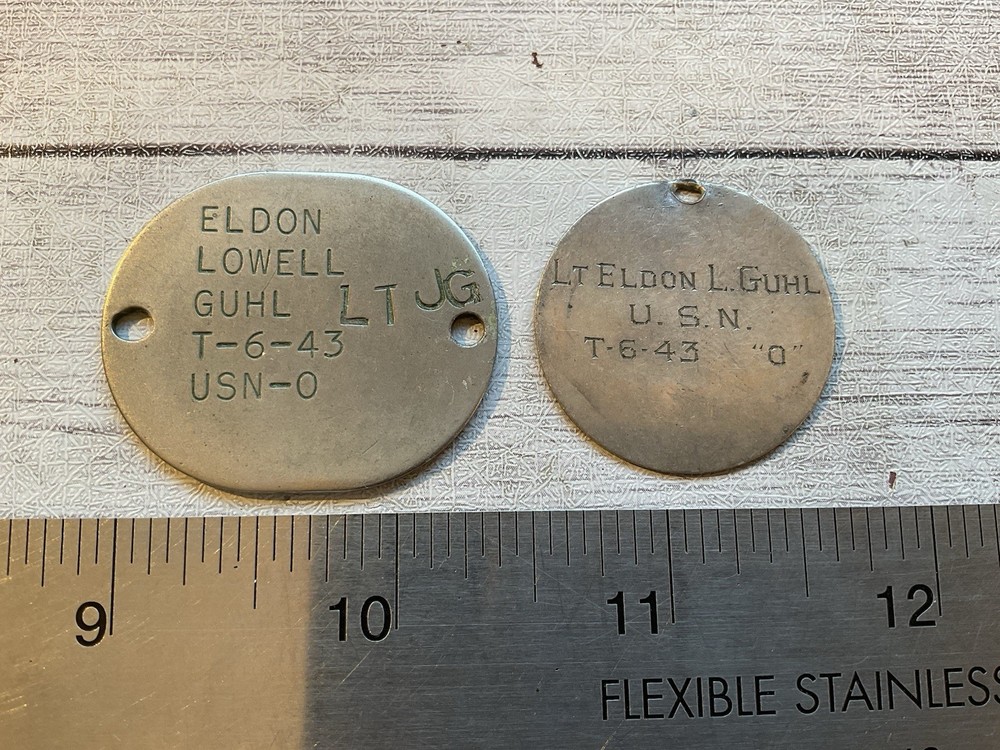 ELDON
LOWELL
GUHL LT JG
T-6-43
USN-O
LT ELDON L. GUHL
U. S. N.
T-6-43 "O"
9 10 11 12
FLEXIBLE STAINLESS